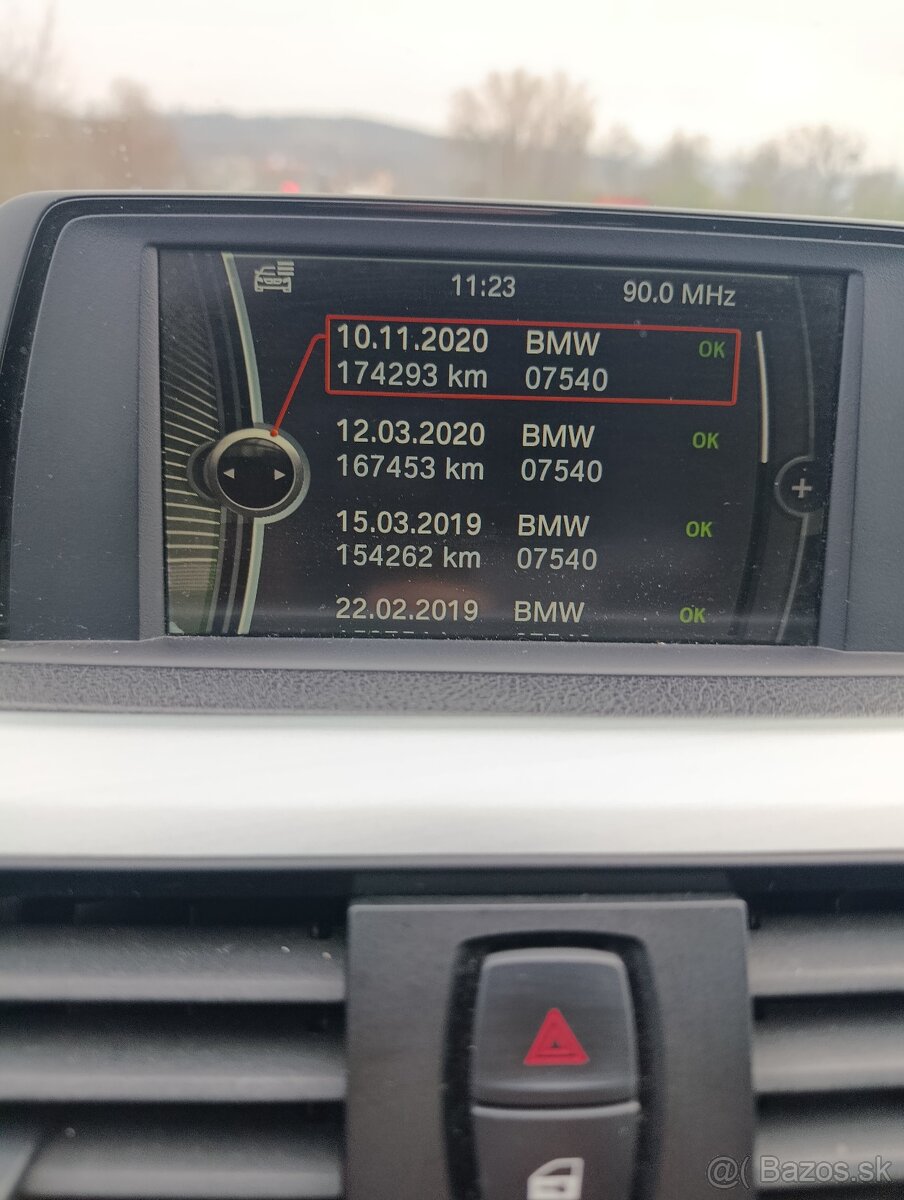 11:23 90.0 MHz
10.11.2020 BMW OK
174293 km 07540
12.03.2020 BMW OK
167453 km 07540
15.03.2019 BMW OK
154262 km 07540
22.02.2019 BMW OK
@( Bazos.sk